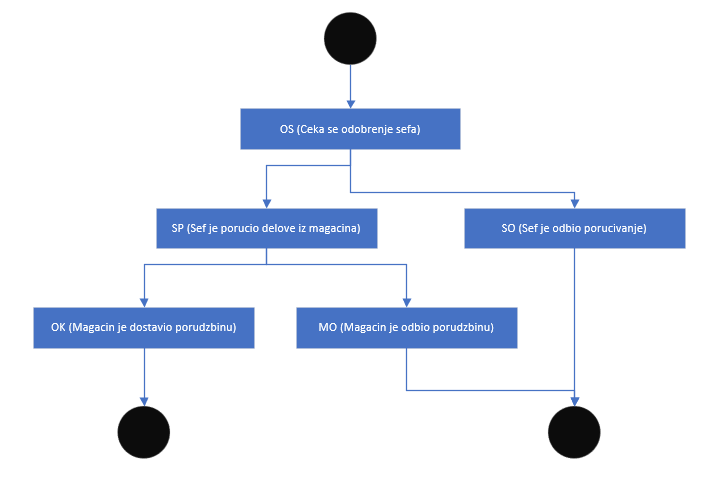 OS (Ceka se odobrenje sefa)
SP (Sef je porucio delove iz magacina)
SO (Sef je odbio porucivanje)
OK (Magacin je dostavio porudzbinu)
MO (Magacin je odbio porudzbinu)